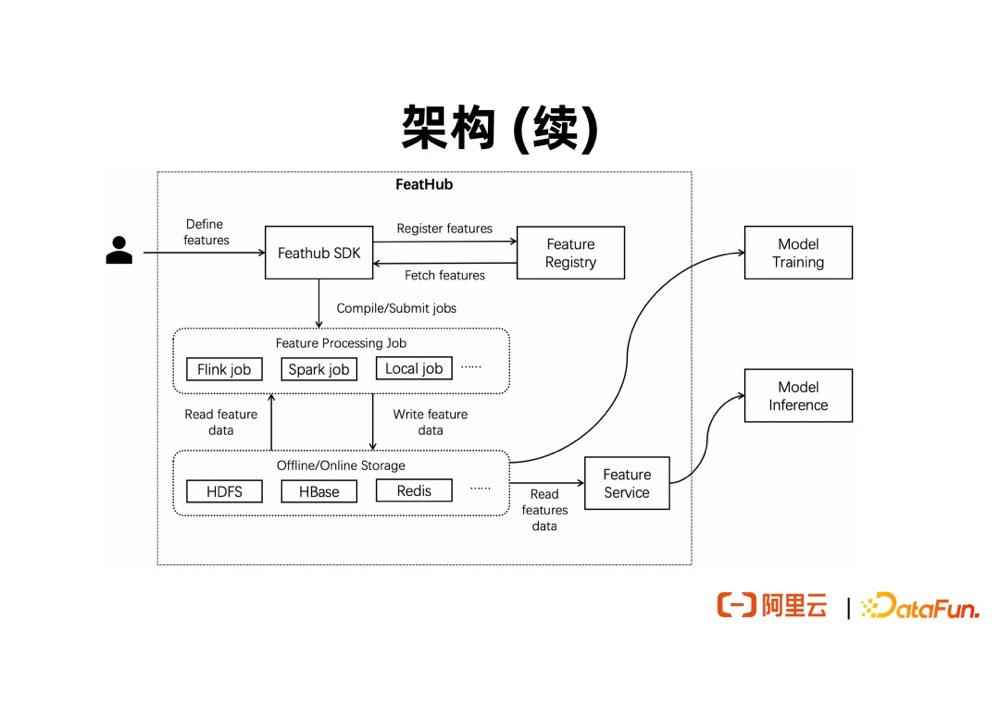 架构 (续)
FeatHub
Define
features
Feathub SDK
Register features
Fetch features
Feature
Registry
Model
Training
Compile/Submit jobs
Feature Processing Job
Flink job
Spark job
Local job
......
Read feature
data
Write feature
data
Model
Inference
Offline/Online Storage
HDFS
HBase
Redis
......
Read
features
data
Feature
Service
阿里云 | DataFun.